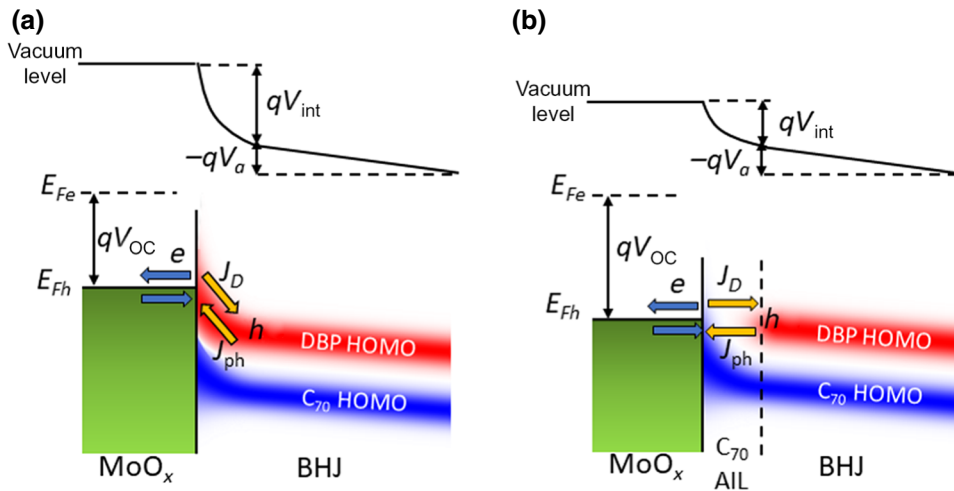 (a)
Vacuum
level
qV_int
−qV_a
E_Fe
qV_OC
e
J_D
E_Fh
h
J_ph
DBP HOMO
C_70 HOMO
MoO_x
BHJ
(b)
Vacuum
level
qV_int
−qV_a
E_Fe
qV_OC
e
J_D
E_Fh
h
J_ph
DBP HOMO
C_70 HOMO
MoO_x
C_70
AIL
BHJ